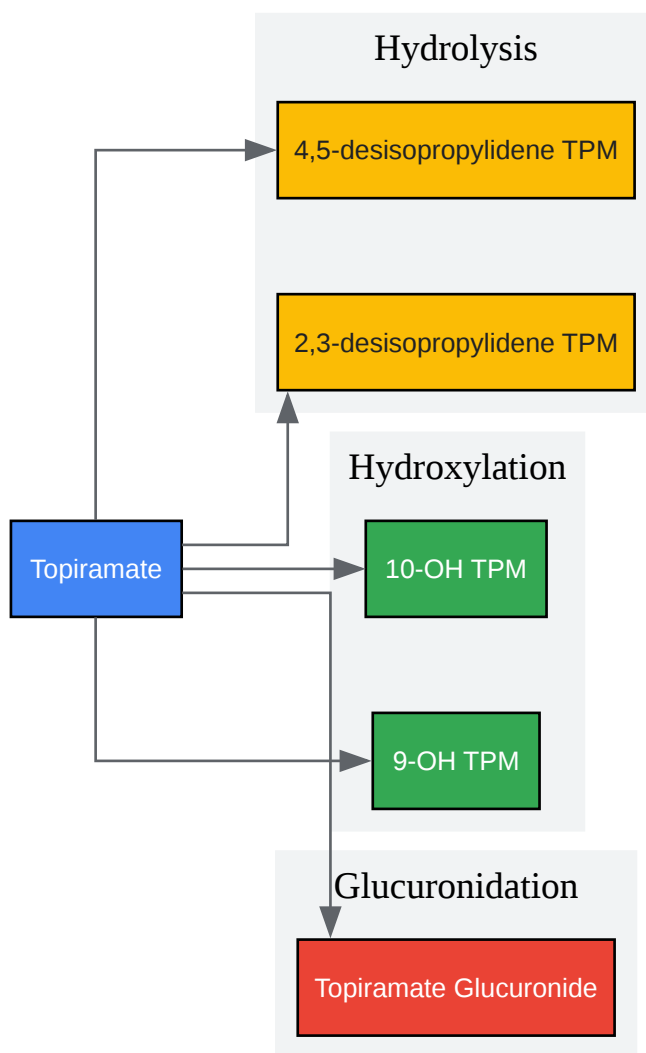 Hydrolysis
4,5-desisopropylidene TPM
2,3-desisopropylidene TPM
Hydroxylation
Topiramate
10-OH TPM
9-OH TPM
Glucuronidation
Topiramate Glucuronide